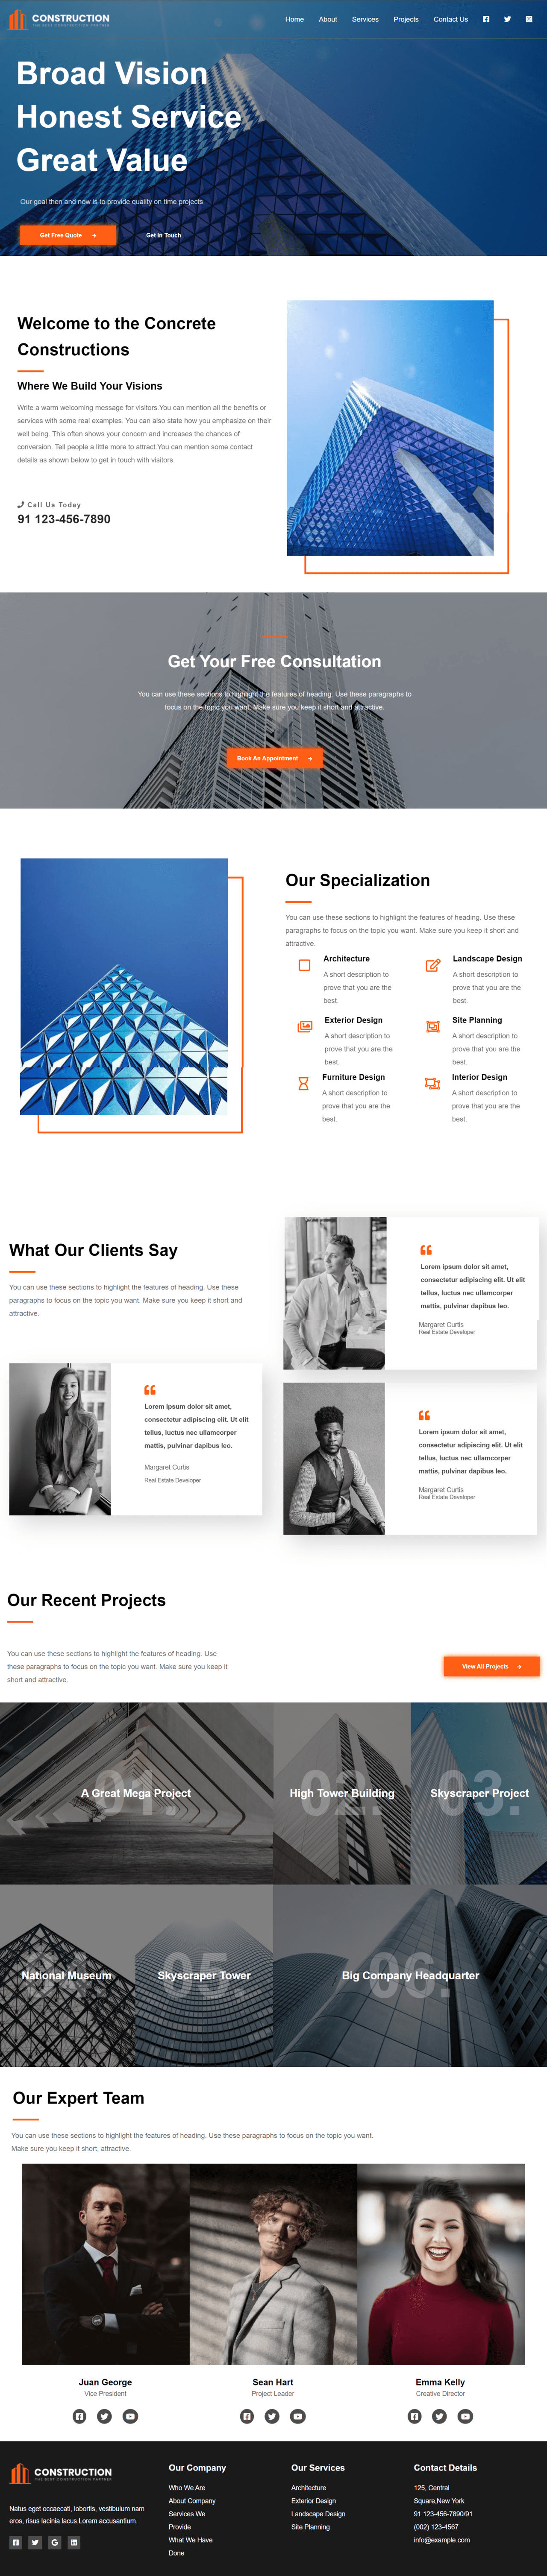 CONSTRUCTION
THE BEST CONSTRUCTION PARTNER
Home About Services Projects Contact Us
Broad Vision
Honest Service
Great Value
Our goal then and now is to provide quality on time projects
Get Free Quote
Get In Touch
Welcome to the Concrete
Constructions
Where We Build Your Visions
Write a warm welcoming message for visitors.You can mention all the benefits or
services with some real examples. You can also state how you emphasize on their
well being. This often shows your concern and increases the chances of
conversion. Tell people a little more to attract.You can mention some contact
details as shown below to get in touch with visitors.
Call Us Today
91 123-456-7890
Get Your Free Consultation
You can use these sections to highlight the features of heading. Use these paragraphs to
focus on the topic you want. Make sure you keep it short and attractive.
Book An Appointment
Our Specialization
You can use these sections to highlight the features of heading. Use these
paragraphs to focus on the topic you want. Make sure you keep it short and
attractive.
Architecture
A short description to
prove that you are the
best.
Landscape Design
A short description to
prove that you are the
best.
Exterior Design
A short description to
prove that you are the
best.
Site Planning
A short description to
prove that you are the
best.
Furniture Design
A short description to
prove that you are the
best.
Interior Design
A short description to
prove that you are the
best.
What Our Clients Say
You can use these sections to highlight the features of heading. Use these
paragraphs to focus on the topic you want. Make sure you keep it short and
attractive.
Lorem ipsum dolor sit amet,
consectetur adipiscing elit. Ut elit
tellus, luctus nec ullamcorper
mattis, pulvinar dapibus leo.
Margaret Curtis
Real Estate Developer
Lorem ipsum dolor sit amet,
consectetur adipiscing elit. Ut elit
tellus, luctus nec ullamcorper
mattis, pulvinar dapibus leo.
Margaret Curtis
Real Estate Developer
Lorem ipsum dolor sit amet,
consectetur adipiscing elit. Ut elit
tellus, luctus nec ullamcorper
mattis, pulvinar dapibus leo.
Margaret Curtis
Real Estate Developer
Our Recent Projects
You can use these sections to highlight the features of heading. Use
these paragraphs to focus on the topic you want. Make sure you keep it
short and attractive.
View All Projects
01.
A Great Mega Project
02.
High Tower Building
03.
Skyscraper Project
National Museum
05.
Skyscraper Tower
06.
Big Company Headquarter
Our Expert Team
You can use these sections to highlight the features of heading. Use these paragraphs to focus on the topic you want.
Make sure you keep it short, attractive.
Juan George
Vice President
Sean Hart
Project Leader
Emma Kelly
Creative Director
CONSTRUCTION
THE BEST CONSTRUCTION PARTNER
Natus eget occaecati, lobortis, vestibulum nam
eros, risus lacinia lacus.Lorem accusantium.
Our Company
Who We Are
About Company
Services We
Provide
What We Have
Done
Our Services
Architecture
Exterior Design
Landscape Design
Site Planning
Contact Details
125, Central
Square,New York
91 123-456-7890/91
(002) 123-4567
info@example.com